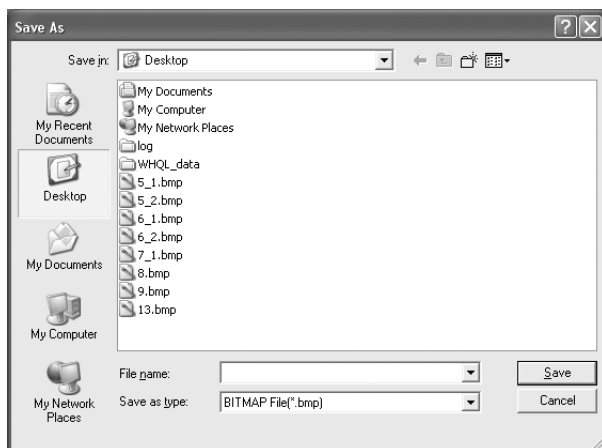 Save As
Save in:
Desktop
My Recent
Documents
Desktop
My Documents
My Computer
My Network
Places
My Documents
My Computer
My Network Places
log
WHQL_data
5_1.bmp
5_2.bmp
6_1.bmp
6_2.bmp
7_1.bmp
8.bmp
9.bmp
13.bmp
File name:
Save
Save as type:
BITMAP File(*.bmp)
Cancel